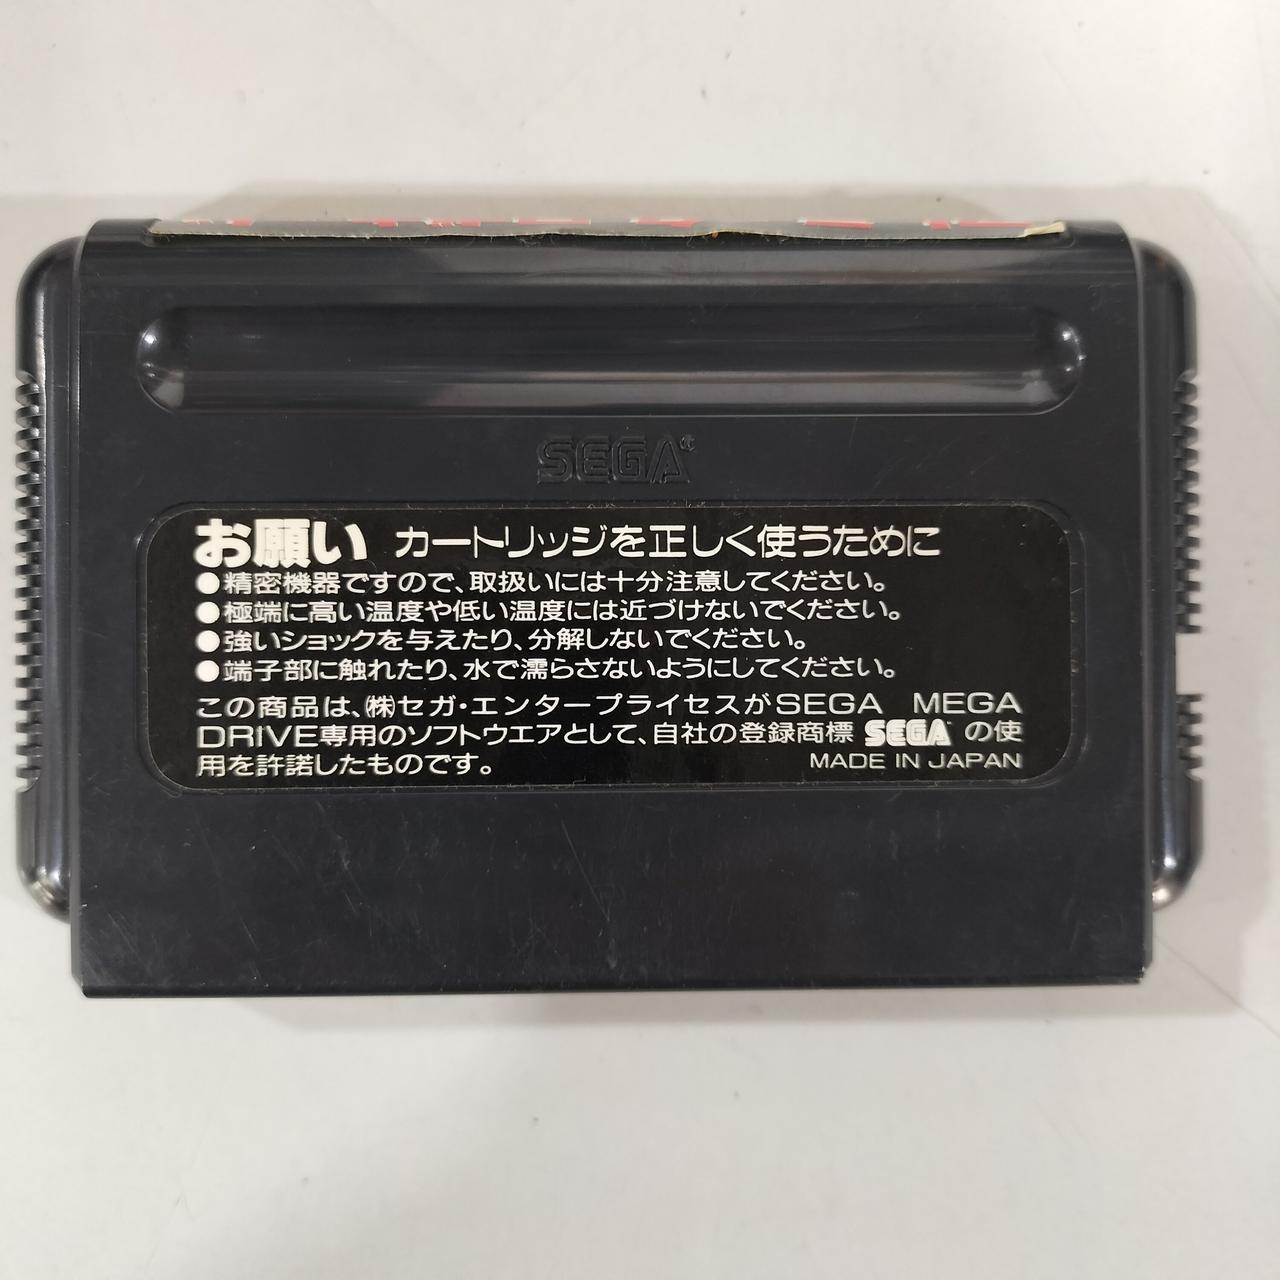 SEGA®
お願い カートリッジを正しく使うために
●精密機器ですので、取扱いには十分注意してください。
●極端に高い温度や低い温度には近づけないでください。
●強いショックを与えたり、分解しないでください。
●端子部に触れたり、水で濡らさないようにしてください。
この商品は、㈱セガ・エンタープライセスがSEGA MEGA
DRIVE専用のソフトウエアとして、自社の登録商標 SEGA の使
用を許諾したものです。 MADE IN JAPAN